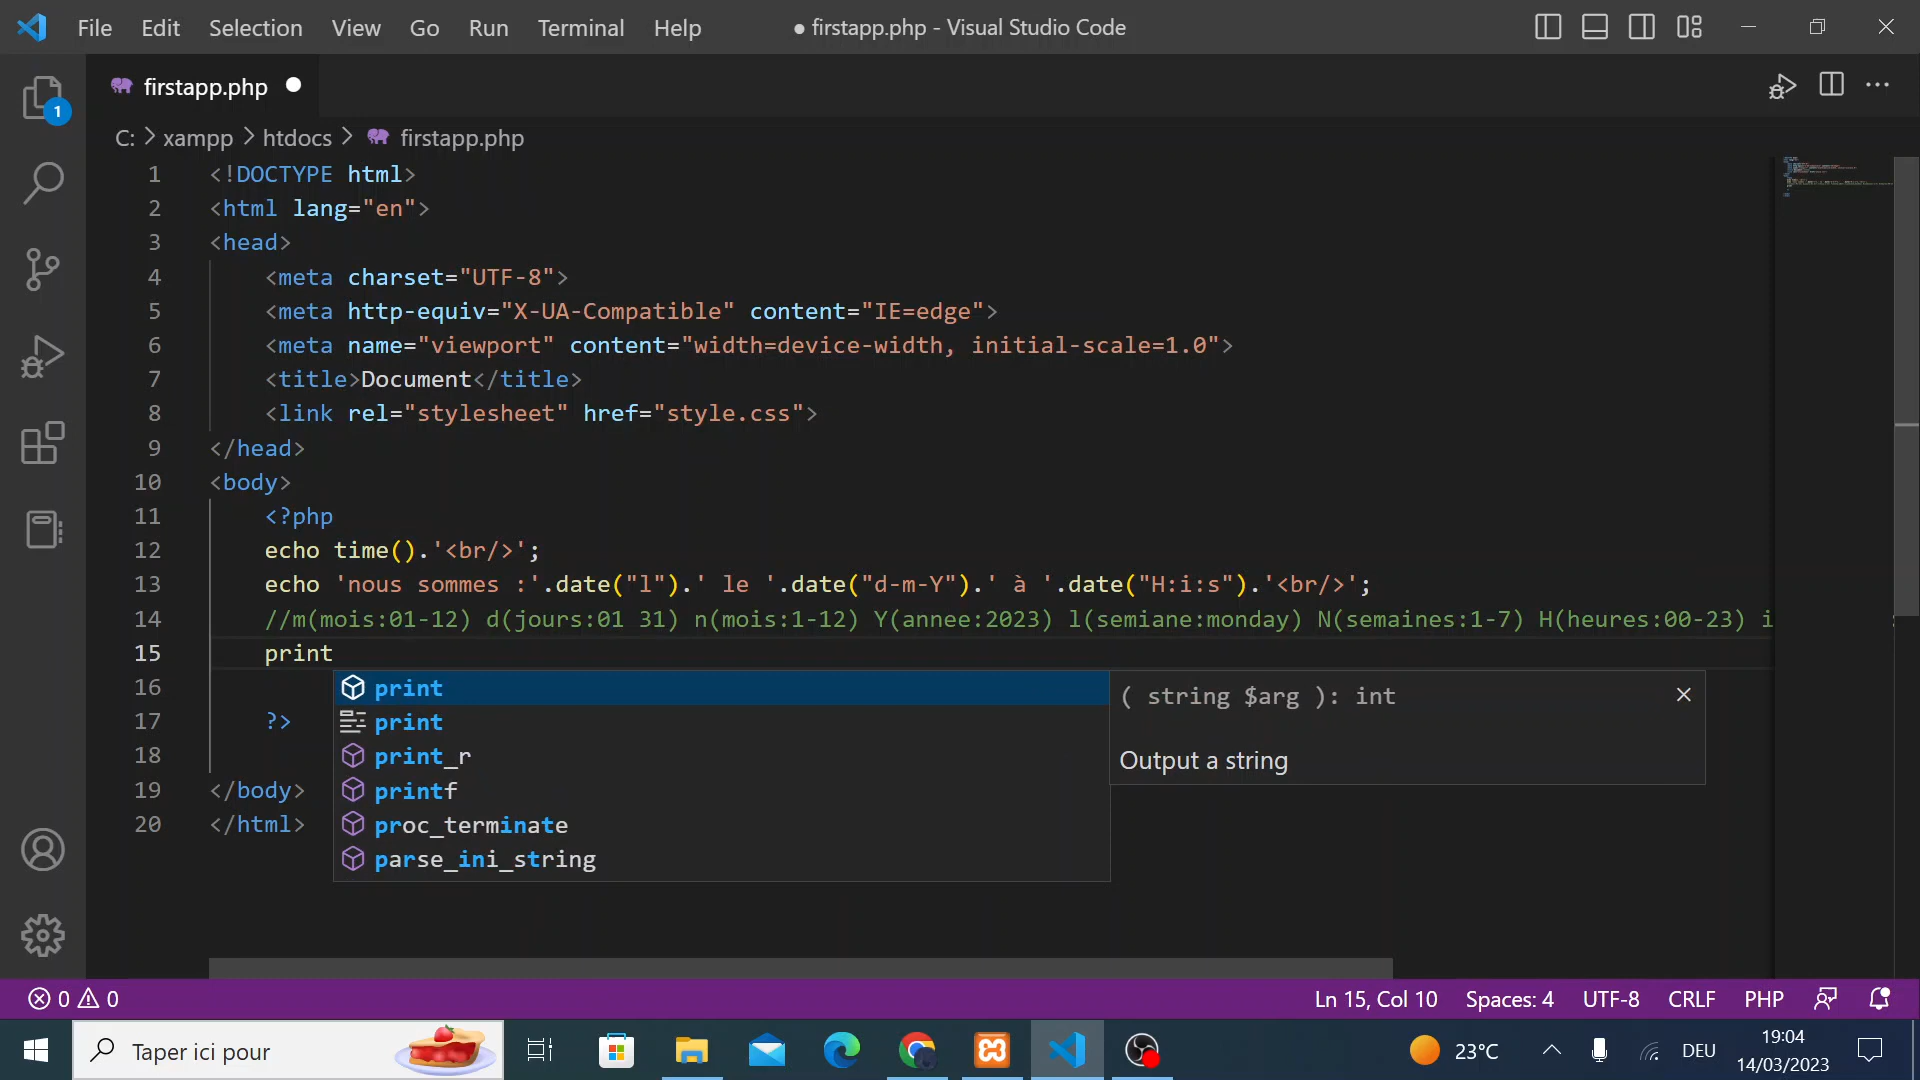 File Edit Selection View Go Run Terminal Help ● firstapp.php - Visual Studio Code
firstapp.php ●
1
C: > xampp > htdocs > firstapp.php
1 <!DOCTYPE html>
2 <html lang="en">
3 <head>
4 <meta charset="UTF-8">
5 <meta http-equiv="X-UA-Compatible" content="IE=edge">
6 <meta name="viewport" content="width=device-width, initial-scale=1.0">
7 <title>Document</title>
8 <link rel="stylesheet" href="style.css">
9 </head>
10 <body>
11 <?php
12 echo time().'<br/>';
13 echo 'nous sommes :'.date("l").' le '.date("d-m-Y").' à '.date("H:i:s").'<br/>';
14 //m(mois:01-12) d(jours:01 31) n(mois:1-12) Y(annee:2023) l(semiane:monday) N(semaines:1-7) H(heures:00-23) i
15 print
16 print ( string $arg ): int
17 ?> print
18 print_r Output a string
19 </body> printf
20 </html> proc_terminate
parse_ini_string
0 0 Ln 15, Col 10 Spaces: 4 UTF-8 CRLF PHP
Taper ici pour 23°C DEU 19:04
14/03/2023